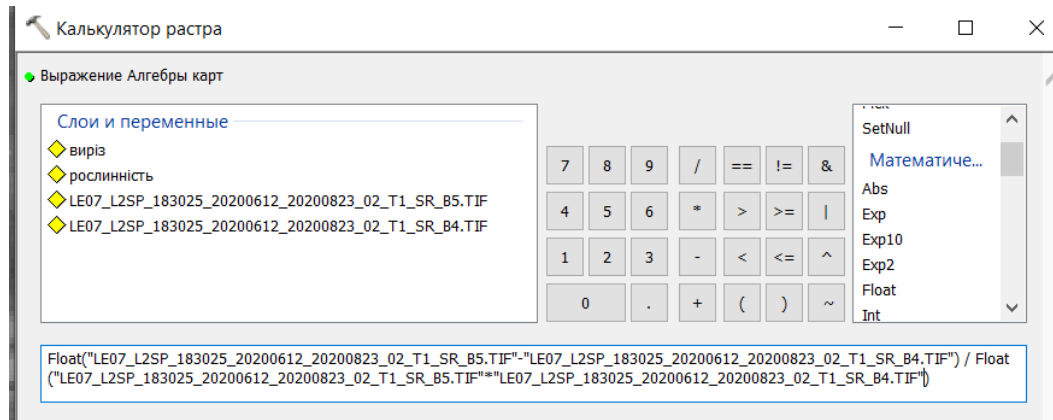 Калькулятор растра
Выражение Алгебры карт
Слои и переменные
виріз
рослинність
LE07_L2SP_183025_20200612_20200823_02_T1_SR_B5.TIF
LE07_L2SP_183025_20200612_20200823_02_T1_SR_B4.TIF
7 8 9 / == != &
4 5 6 * > >= |
1 2 3 - < <= ^
0 . + ( ) ~
SetNull
Математиче...
Abs
Exp
Exp10
Exp2
Float
Int
Float("LE07_L2SP_183025_20200612_20200823_02_T1_SR_B5.TIF"-"LE07_L2SP_183025_20200612_20200823_02_T1_SR_B4.TIF") / Float
("LE07_L2SP_183025_20200612_20200823_02_T1_SR_B5.TIF"*"LE07_L2SP_183025_20200612_20200823_02_T1_SR_B4.TIF")